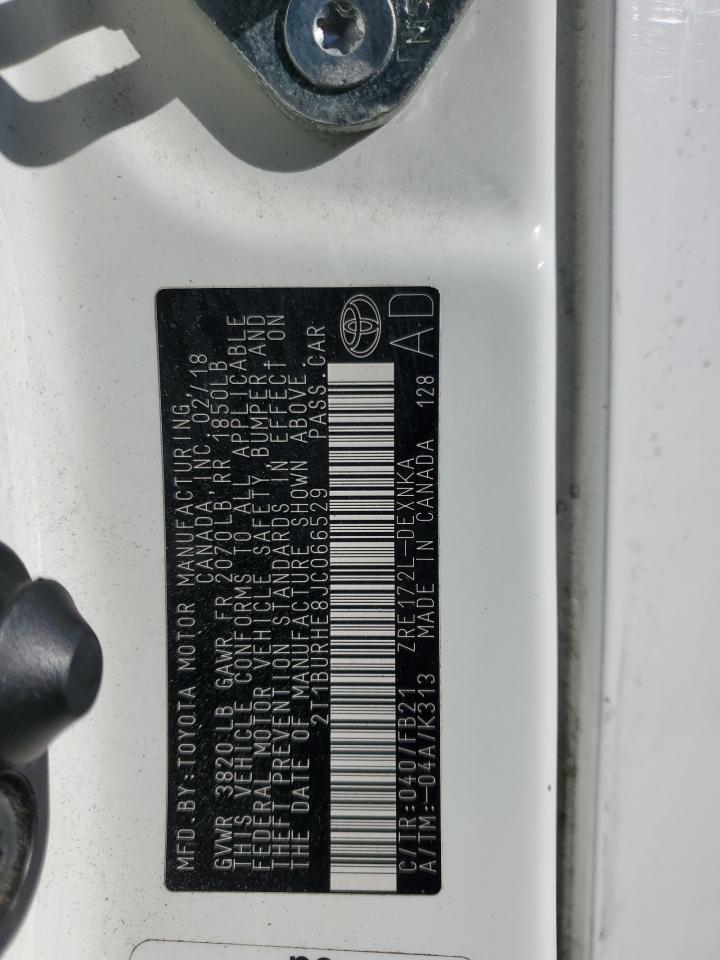 MFD.BY:TOYOTA MOTOR MANUFACTURING,
CANADA,INC. 02/18
GVWR 3820 LB GAWR FR 2070LB,RR 1850LB
THIS VEHICLE CONFORMS TO ALL APPLICABLE
FEDERAL MOTOR VEHICLE SAFETY, BUMPER, AND
THEFT PREVENTION STANDARDS IN EFFECT ON
THE DATE OF MANUFACTURE SHOWN ABOVE.
2T1BURHE8JC066529 PASS.CAR
C/TR:040/FB21 ZRE172L-DEXNKA
A/TM:-04A/K313 MADE IN CANADA 128
A·D